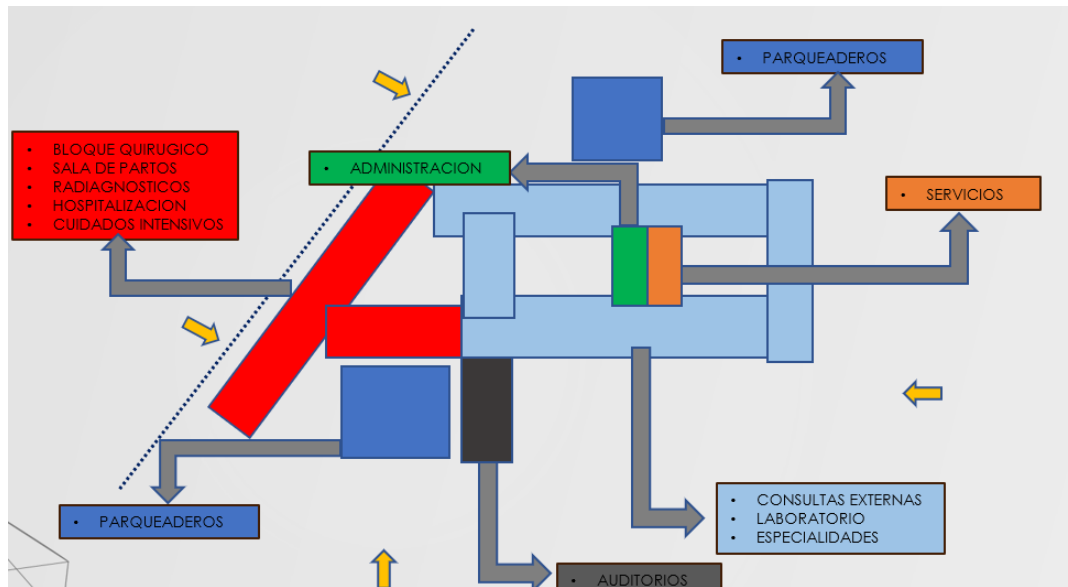 • PARQUEADEROS
• BLOQUE QUIRUGICO
• SALA DE PARTOS
• RADIAGNOSTICOS
• HOSPITALIZACION
• CUIDADOS INTENSIVOS
• ADMINISTRACION
• SERVICIOS
• PARQUEADEROS
• CONSULTAS EXTERNAS
• LABORATORIO
• ESPECIALIDADES
• AUDITORIOS